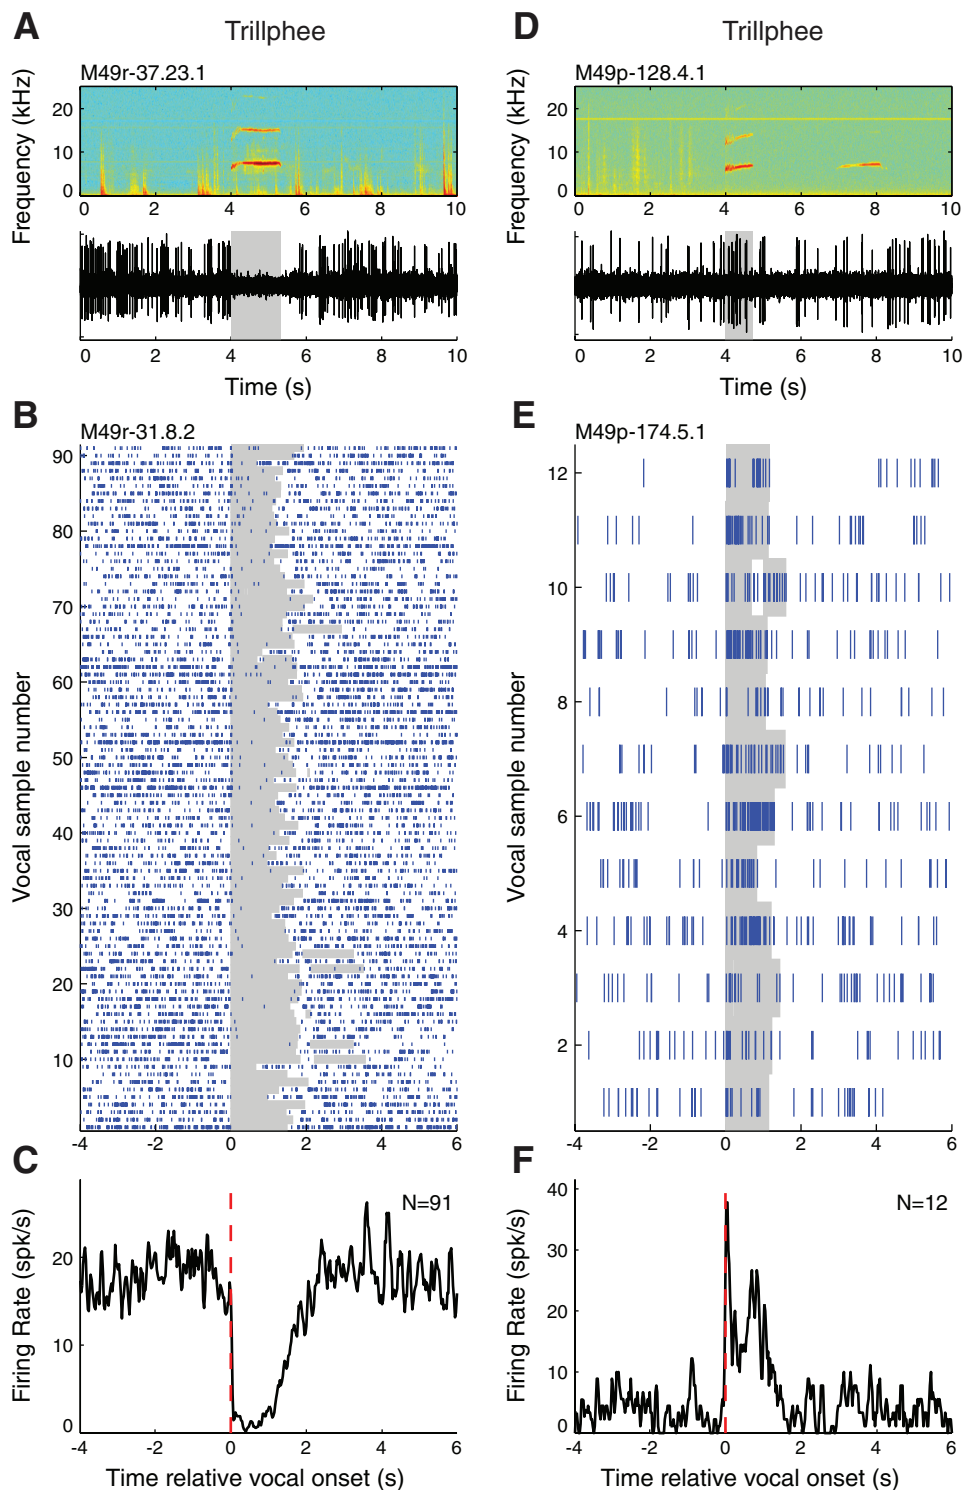 A
Trillphee
M49r-37.23.1
Frequency (kHz)
20
10
0
0 2 4 6 8 10
0 2 4 6 8 10
Time (s)
B
M49r-31.8.2
Vocal sample number
90
80
70
60
50
40
30
20
10
-4 -2 0 2 4 6
C
N=91
Firing Rate (spk/s)
20
10
0
-4 -2 0 2 4 6
Time relative vocal onset (s)
D
Trillphee
M49p-128.4.1
Frequency (kHz)
20
10
0
0 2 4 6 8 10
0 2 4 6 8 10
Time (s)
E
M49p-174.5.1
Vocal sample number
12
10
8
6
4
2
-4 -2 0 2 4 6
F
N=12
Firing Rate (spk/s)
40
30
20
10
0
-4 -2 0 2 4 6
Time relative vocal onset (s)